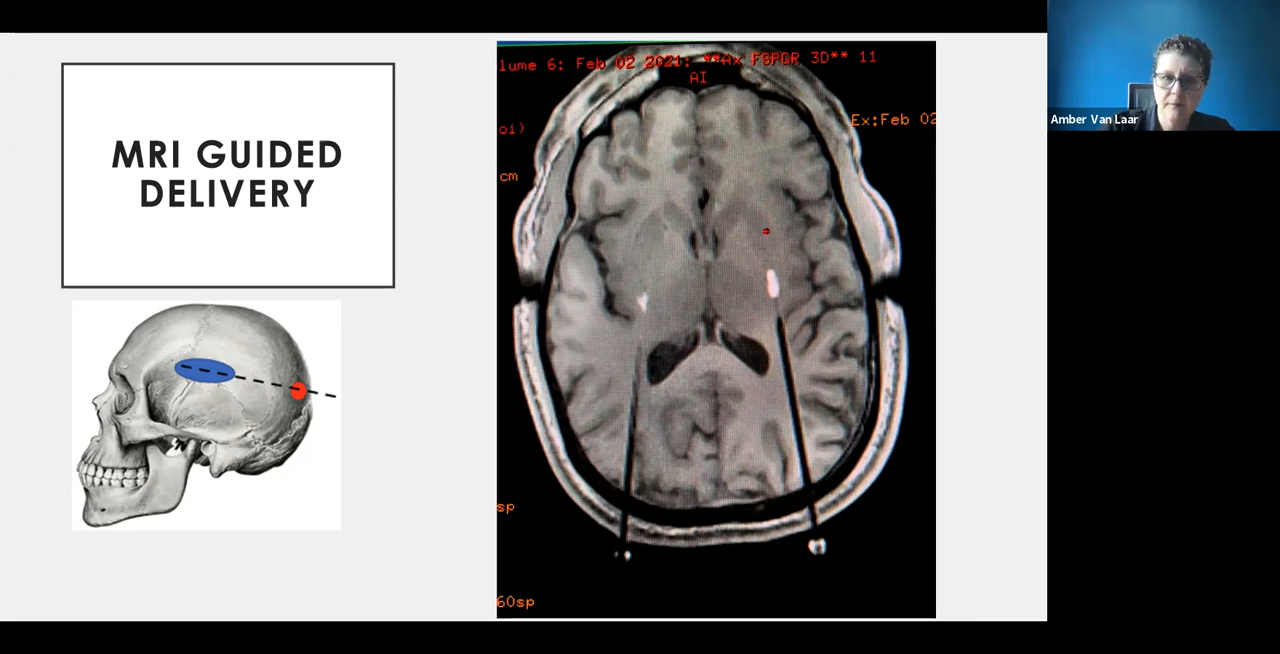 MRI GUIDED
DELIVERY
lume 6: Feb 02 2021: **Ax FSPGR 3D** 11
AI
Ex:Feb 02
oi)
cm
sp
60sp
Amber Van Laar